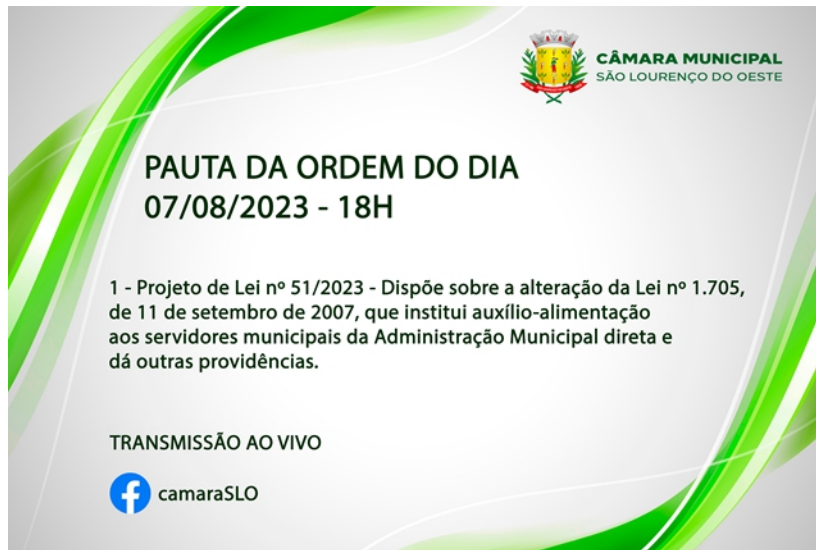 CÂMARA MUNICIPAL
SÃO LOURENÇO DO OESTE
PAUTA DA ORDEM DO DIA
07/08/2023 - 18H
1 - Projeto de Lei nº 51/2023 - Dispõe sobre a alteração da Lei nº 1.705,
de 11 de setembro de 2007, que institui auxílio-alimentação
aos servidores municipais da Administração Municipal direta e
dá outras providências.
TRANSMISSÃO AO VIVO
camaraSLO